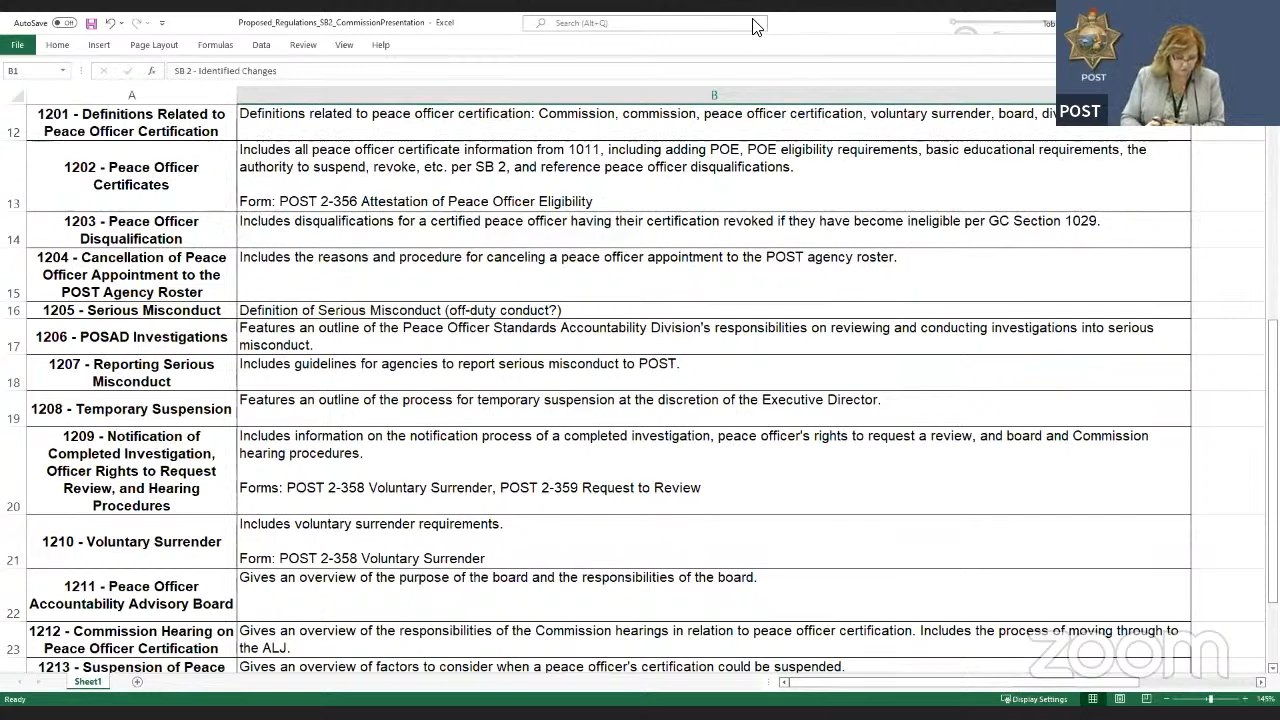 AutoSave Off
Proposed_Regulations_SB2_CommissionPresentation - Excel
Search (Alt+Q)
Tob
File Home Insert Page Layout Formulas Data Review View Help
B1
fx
SB 2 - Identified Changes
A B
12
1201 - Definitions Related to
Peace Officer Certification
Definitions related to peace officer certification: Commission, commission, peace officer certification, voluntary surrender, board, div
13
1202 - Peace Officer
Certificates
Includes all peace officer certificate information from 1011, including adding POE, POE eligibility requirements, basic educational requirements, the
authority to suspend, revoke, etc. per SB 2, and reference peace officer disqualifications.
Form: POST 2-356 Attestation of Peace Officer Eligibility
14
1203 - Peace Officer
Disqualification
Includes disqualifications for a certified peace officer having their certification revoked if they have become ineligible per GC Section 1029.
15
1204 - Cancellation of Peace
Officer Appointment to the
POST Agency Roster
Includes the reasons and procedure for canceling a peace officer appointment to the POST agency roster.
16
1205 - Serious Misconduct
Definition of Serious Misconduct (off-duty conduct?)
17
1206 - POSAD Investigations
Features an outline of the Peace Officer Standards Accountability Division's responsibilities on reviewing and conducting investigations into serious
misconduct.
18
1207 - Reporting Serious
Misconduct
Includes guidelines for agencies to report serious misconduct to POST.
19
1208 - Temporary Suspension
Features an outline of the process for temporary suspension at the discretion of the Executive Director.
20
1209 - Notification of
Completed Investigation,
Officer Rights to Request
Review, and Hearing
Procedures
Includes information on the notification process of a completed investigation, peace officer's rights to request a review, and board and Commission
hearing procedures.
Forms: POST 2-358 Voluntary Surrender, POST 2-359 Request to Review
21
1210 - Voluntary Surrender
Includes voluntary surrender requirements.
Form: POST 2-358 Voluntary Surrender
22
1211 - Peace Officer
Accountability Advisory Board
Gives an overview of the purpose of the board and the responsibilities of the board.
23
1212 - Commission Hearing on
Peace Officer Certification
Gives an overview of the responsibilities of the Commission hearings in relation to peace officer certification. Includes the process of moving through to
the ALJ.
1213 - Suspension of Peace
Gives an overview of factors to consider when a peace officer's certification could be suspended.
Sheet1
Ready
Display Settings
145%
POST
POST
zoom